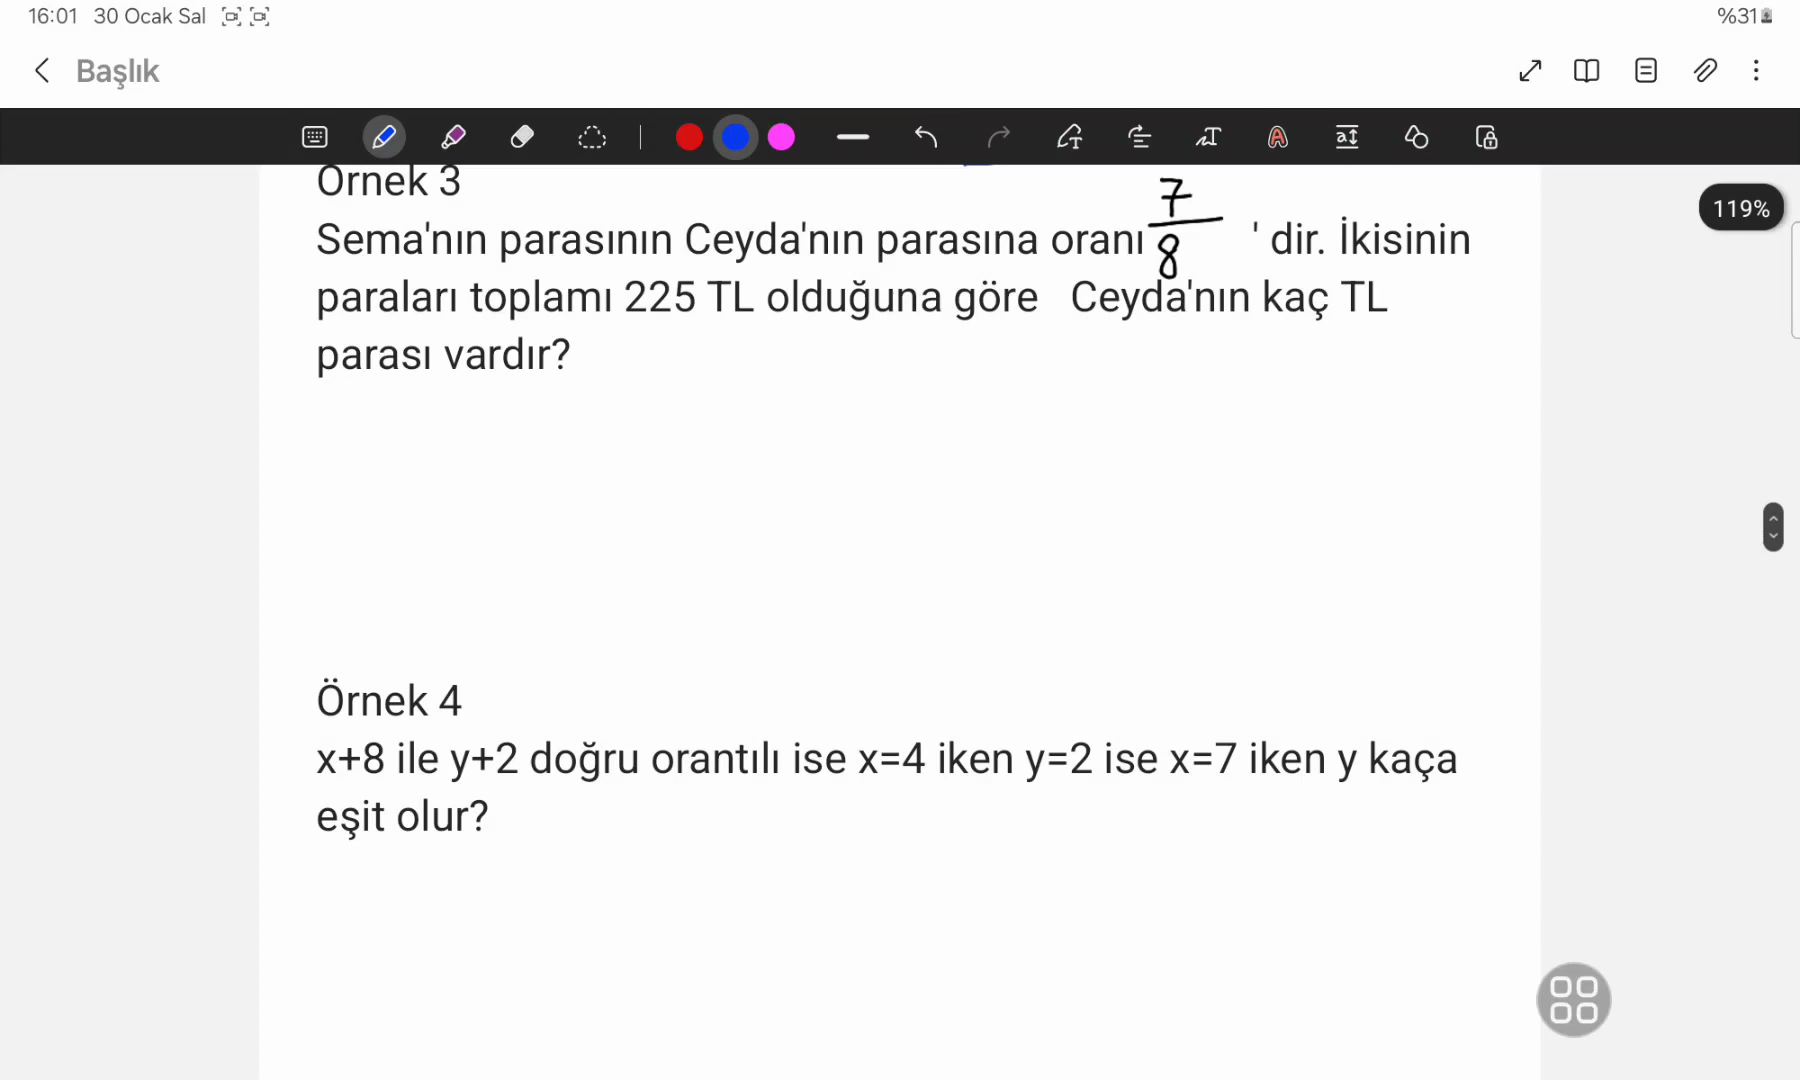 16:01 30 Ocak Sal
%31
Başlık
119%
Örnek 3
7
Sema'nın parasının Ceyda'nın parasına oranı ' dir. İkisinin
8
paraları toplamı 225 TL olduğuna göre Ceyda'nın kaç TL
parası vardır?
Örnek 4
x+8 ile y+2 doğru orantılı ise x=4 iken y=2 ise x=7 iken y kaça
eşit olur?